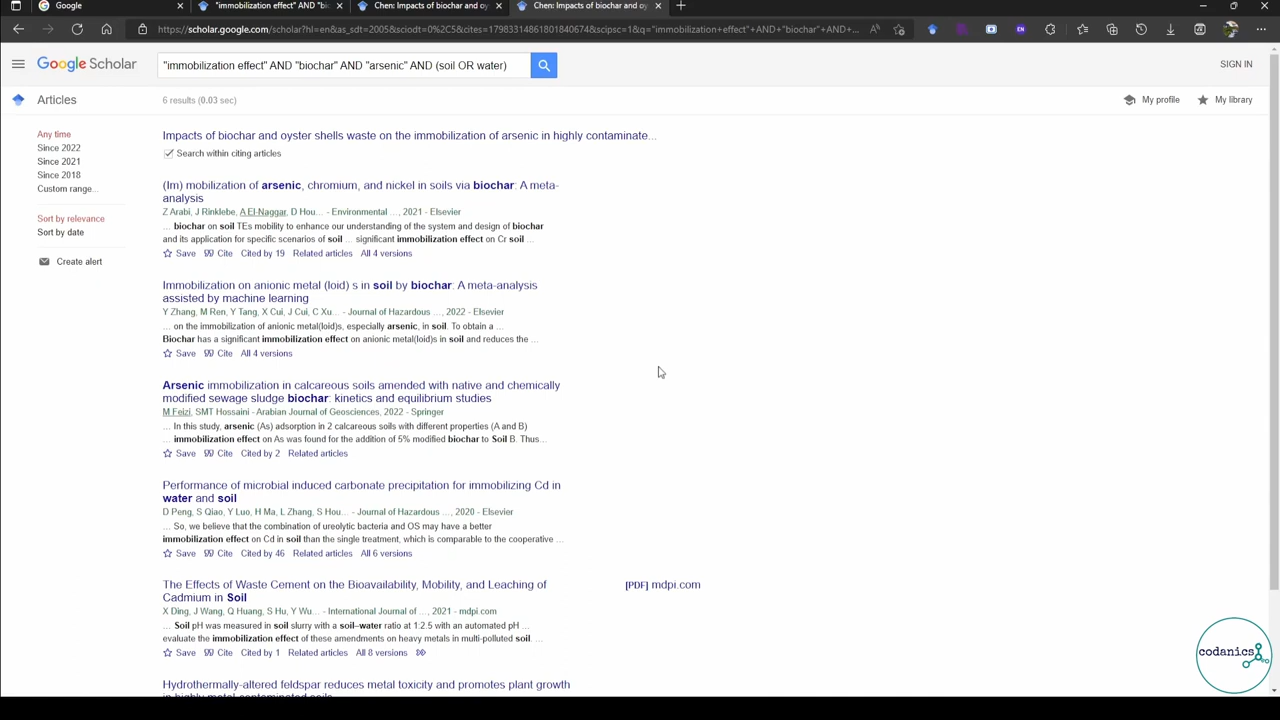 Google
"immobilization effect" AND "bio
Chen: Impacts of biochar and oy
Chen: Impacts of biochar and oy
https://scholar.google.com/scholar?hl=en&as_sdt=2005&sciodt=0%2C5&cites=17983314861801840674&scipsc=1&q="immobilization+effect"+AND+"biochar"+AND+...
Google Scholar
"immobilization effect" AND "biochar" AND "arsenic" AND (soil OR water)
SIGN IN
Articles
6 results (0.03 sec)
My profile
My library
Any time
Since 2022
Since 2021
Since 2018
Custom range...
Sort by relevance
Sort by date
Create alert
Impacts of biochar and oyster shells waste on the immobilization of arsenic in highly contaminate...
Search within citing articles
(Im) mobilization of arsenic, chromium, and nickel in soils via biochar: A meta-
analysis
Z Arabi, J Rinklebe, A El-Naggar, D Hou... - Environmental ..., 2021 - Elsevier
... biochar on soil TEs mobility to enhance our understanding of the system and design of biochar
and its application for specific scenarios of soil ... significant immobilization effect on Cr soil ...
Save Cite Cited by 19 Related articles All 4 versions
Immobilization on anionic metal (loid) s in soil by biochar: A meta-analysis
assisted by machine learning
Y Zhang, M Ren, Y Tang, X Cui, J Cui, C Xu... - Journal of Hazardous ..., 2022 - Elsevier
... on the immobilization of anionic metal(loid)s, especially arsenic, in soil. To obtain a ...
Biochar has a significant immobilization effect on anionic metal(loid)s in soil and reduces the ...
Save Cite All 4 versions
Arsenic immobilization in calcareous soils amended with native and chemically
modified sewage sludge biochar: kinetics and equilibrium studies
M Feizi, SMT Hossaini - Arabian Journal of Geosciences, 2022 - Springer
... In this study, arsenic (As) adsorption in 2 calcareous soils with different properties (A and B)
... immobilization effect on As was found for the addition of 5% modified biochar to Soil B. Thus...
Save Cite Cited by 2 Related articles
Performance of microbial induced carbonate precipitation for immobilizing Cd in
water and soil
D Peng, S Qiao, Y Luo, H Ma, L Zhang, S Hou... - Journal of Hazardous ..., 2020 - Elsevier
... So, we believe that the combination of ureolytic bacteria and OS may have a better
immobilization effect on Cd in soil than the single treatment, which is comparable to the cooperative ...
Save Cite Cited by 46 Related articles All 6 versions
The Effects of Waste Cement on the Bioavailability, Mobility, and Leaching of
Cadmium in Soil
[PDF] mdpi.com
X Ding, J Wang, Q Huang, S Hu, Y Wu... - International Journal of ..., 2021 - mdpi.com
... Soil pH was measured in soil slurry with a soil–water ratio at 1:2.5 with an automated pH ...
evaluate the immobilization effect of these amendments on heavy metals in multi-polluted soil. ...
Save Cite Cited by 1 Related articles All 8 versions
Hydrothermally-altered feldspar reduces metal toxicity and promotes plant growth
in highly metal-contaminated soils
codanics